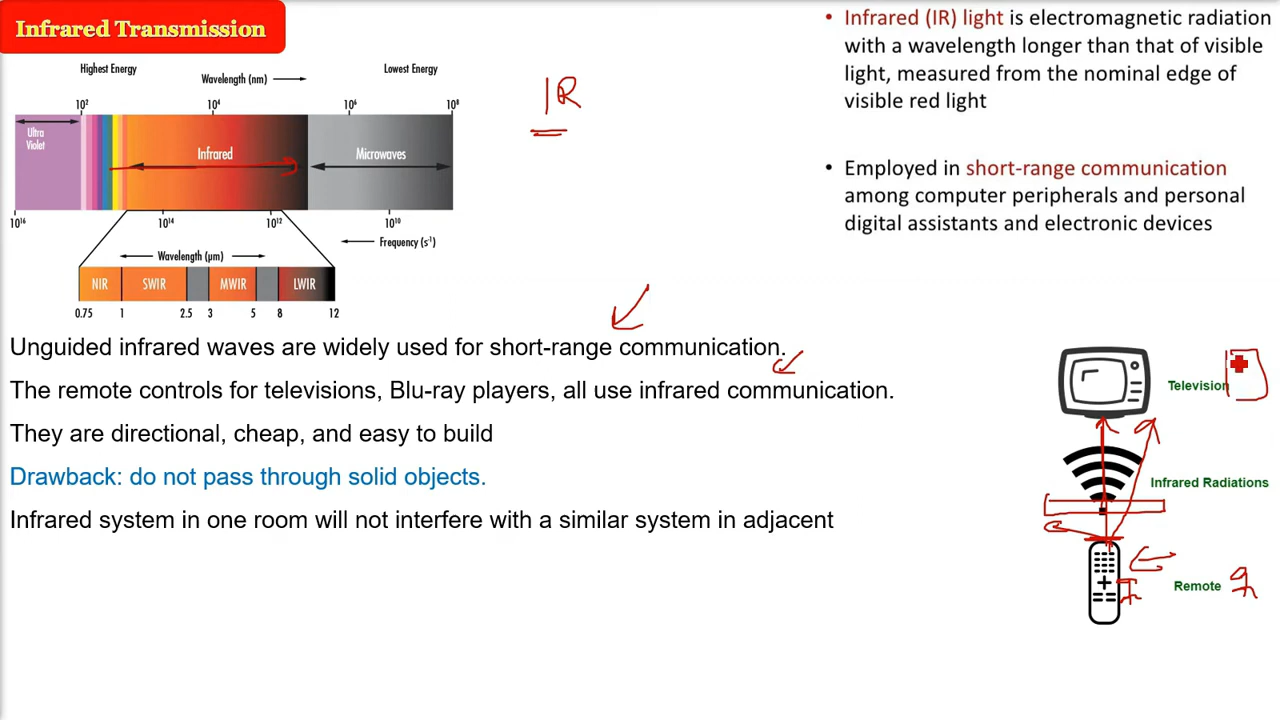 Infrared Transmission
Highest Energy
Wavelength (nm)
Lowest Energy
10²
10⁴
10⁶
10⁸
Ultra
Violet
Infrared
Microwaves
10¹⁶
10¹⁴
10¹²
10¹⁰
Frequency (s⁻¹)
Wavelength (µm)
NIR
SWIR
MWIR
LWIR
0.75
1
2.5
3
5
8
12
IR
• Infrared (IR) light is electromagnetic radiation
with a wavelength longer than that of visible
light, measured from the nominal edge of
visible red light
• Employed in short-range communication
among computer peripherals and personal
digital assistants and electronic devices
Unguided infrared waves are widely used for short-range communication.
The remote controls for televisions, Blu-ray players, all use infrared communication.
They are directional, cheap, and easy to build
Drawback: do not pass through solid objects.
Infrared system in one room will not interfere with a similar system in adjacent
Television
Infrared Radiations
Remote